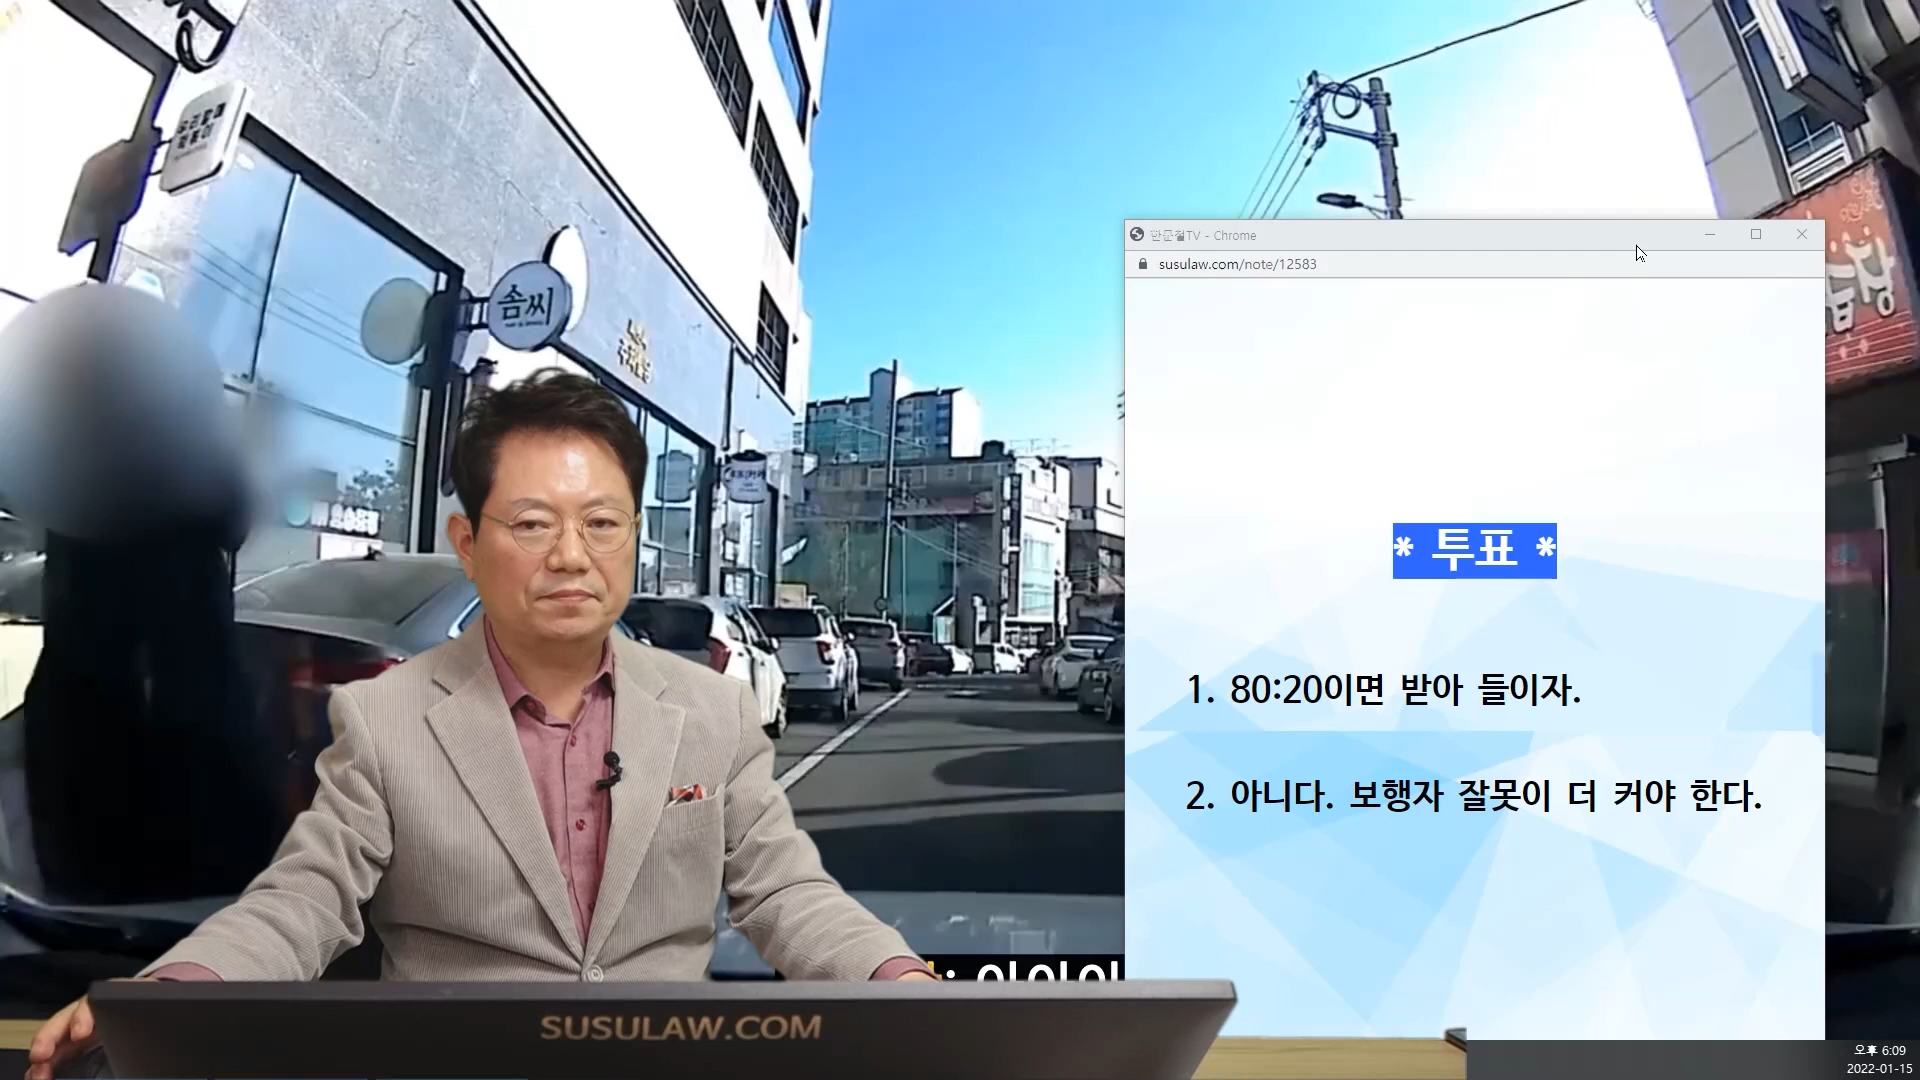 솜씨
한문철TV - Chrome
susulaw.com/note/12583
* 투표 *
1. 80:20이면 받아 들이자.
2. 아니다. 보행자 잘못이 더 커야 한다.
SUSULAW.COM
오후 6:09
2022-01-15